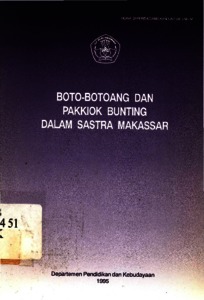 BOTO-BOTOANG DAN
PAKKIOK BUNTING
DALAM SASTRA MAKASSAR
451
K
Departemen Pendidikan dan Kebudayaan
1995